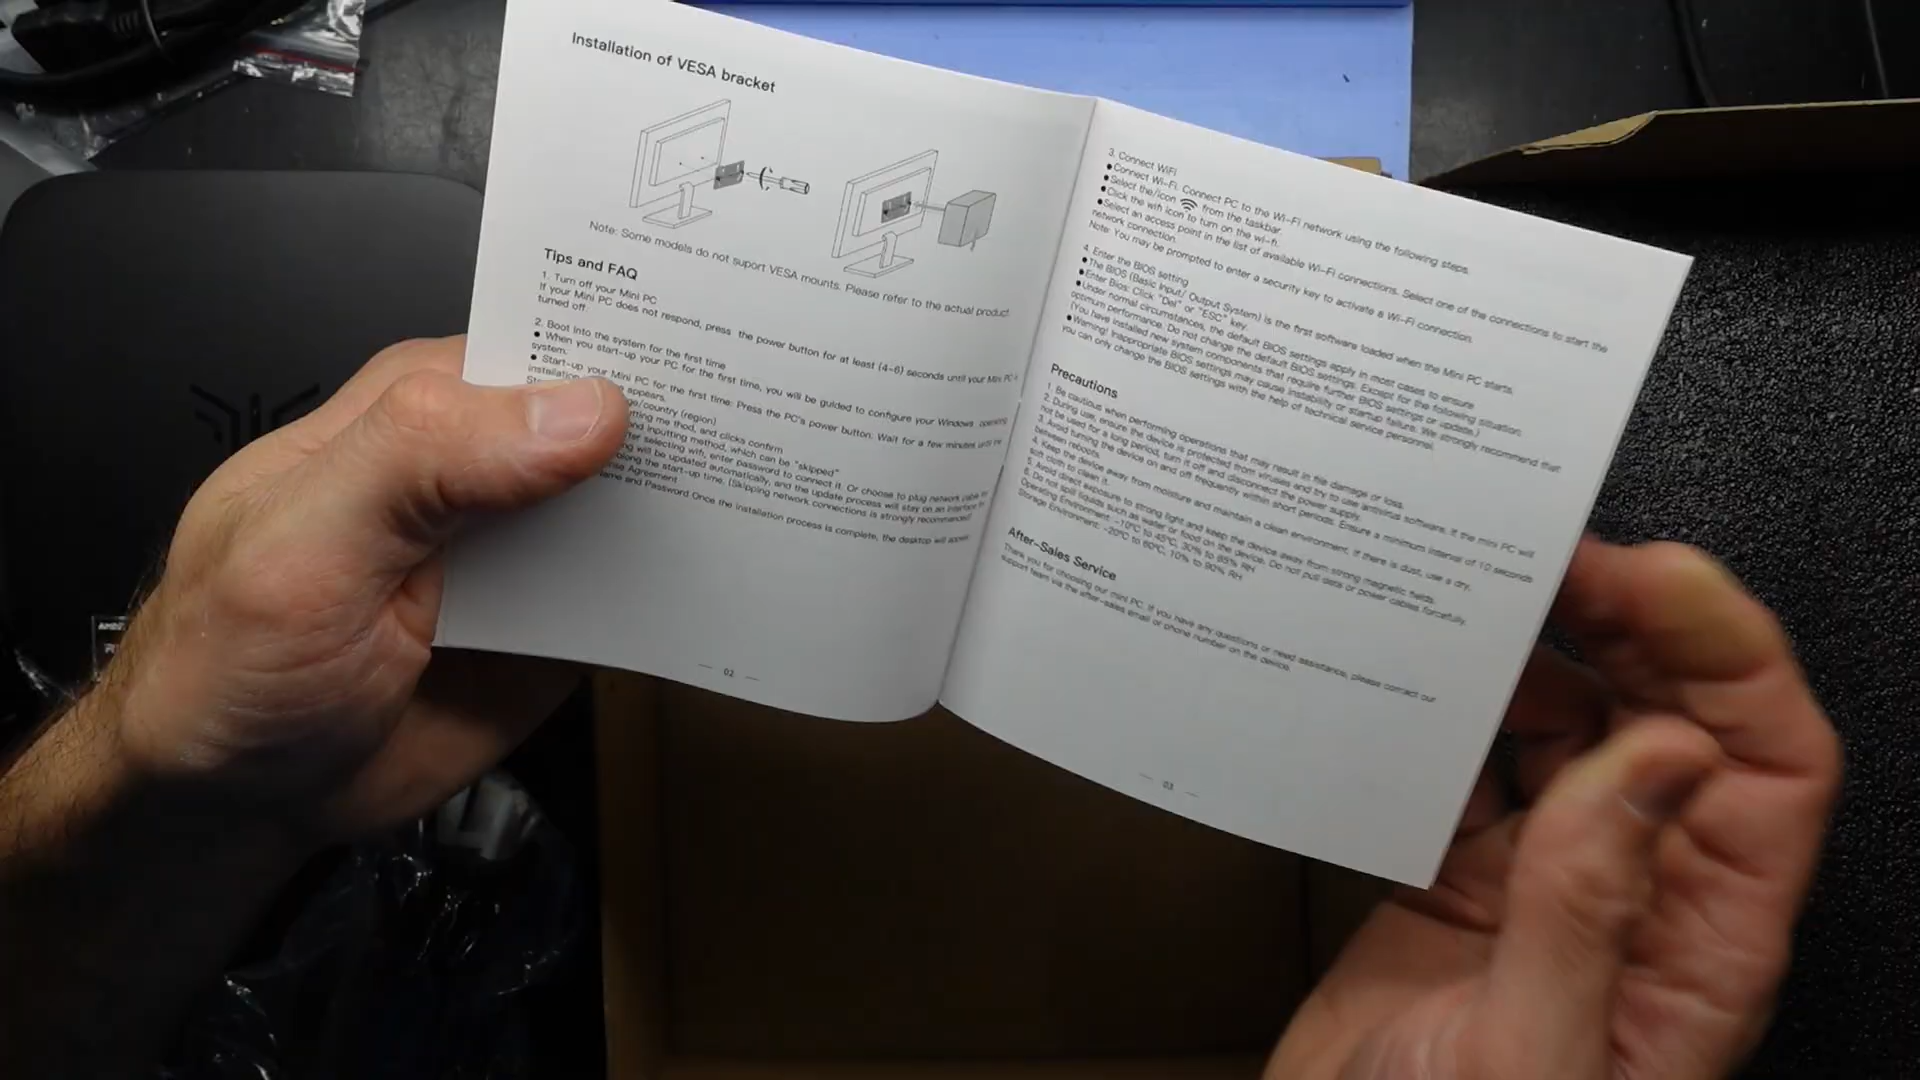 Installation of VESA bracket
Note: Some models do not suport VESA mounts. Please refer to the actual product
Tips and FAQ
1. Turn off your Mini PC
If your Mini PC does not respond, press the power button for at least (4-6) seconds until your Mini PC is
turned off
2. Boot into the system for the first time
● When you start-up your PC for the first time, you will be guided to configure your Windows operating
system:
● Start-up your Mini PC for the first time: Press the PC's power button. Wait for a few minutes until the
installation appears.
ge/country (region)
me thod, and clicks confirm
and inputting method, which can be "skipped"
selecting wifi, enter password to connect it. Or choose to plug network cable
will be updated automatically, and the update process will stay on an interface
the start-up time. (Skipping network connections is strongly recommended)
Agreement
and Password Once the installation process is complete, the desktop will appear
02
3. Connect WiFi
●Connect Wi-Fi. Connect PC to the Wi-Fi network using the following steps.
●Select the/icon from the taskbar.
●Click the wifi icon to turn on the wi-fi.
●Select an access point in the list of available Wi-Fi connections. Select one of the connections to start the
network connection.
Note: You may be prompted to enter a security key to activate a Wi-Fi connection.
4. Enter the BIOS setting
●The BIOS (Basic Input/ Output System) is the first software loaded when the Mini PC starts.
●Enter Bios: Click "Del" or "ESC" key.
●Under normal circumstances, the default BIOS settings apply in most cases to ensure
optimum performance. Do not change the default BIOS settings. Except for the following situation:
(You have installed new system components that require further BIOS settings or update.)
●Warning! Inappropriate BIOS settings may cause instability or startup failure. We strongly recommend that
you can only change the BIOS settings with the help of technical service personnel.
Precautions
1. Be cautious when performing operations that may result in file damage or loss.
2. During use, ensure the device is protected from viruses and try to use antivirus software. If the mini PC will
not be used for a long period, turn it off and disconnect the power supply.
3. Avoid turning the device on and off frequently within short periods. Ensure a minimum interval of 10 seconds
between reboots.
4. Keep the device away from moisture and maintain a clean environment. If there is dust, use a dry,
soft cloth to clean it.
5. Avoid direct exposure to strong light and keep the device away from strong magnetic fields.
6. Do not spill liquids such as water or food on the device. Do not pull data or power cables forcefully.
Operating Environment: -10°C to 45°C, 30% to 85% RH
Storage Environment: -20°C to 60°C, 10% to 90% RH
After-Sales Service
Thank you for choosing our mini PC. If you have any questions or need assistance, please contact our
support team via the after-sales email or phone number on the device.
03
AMD